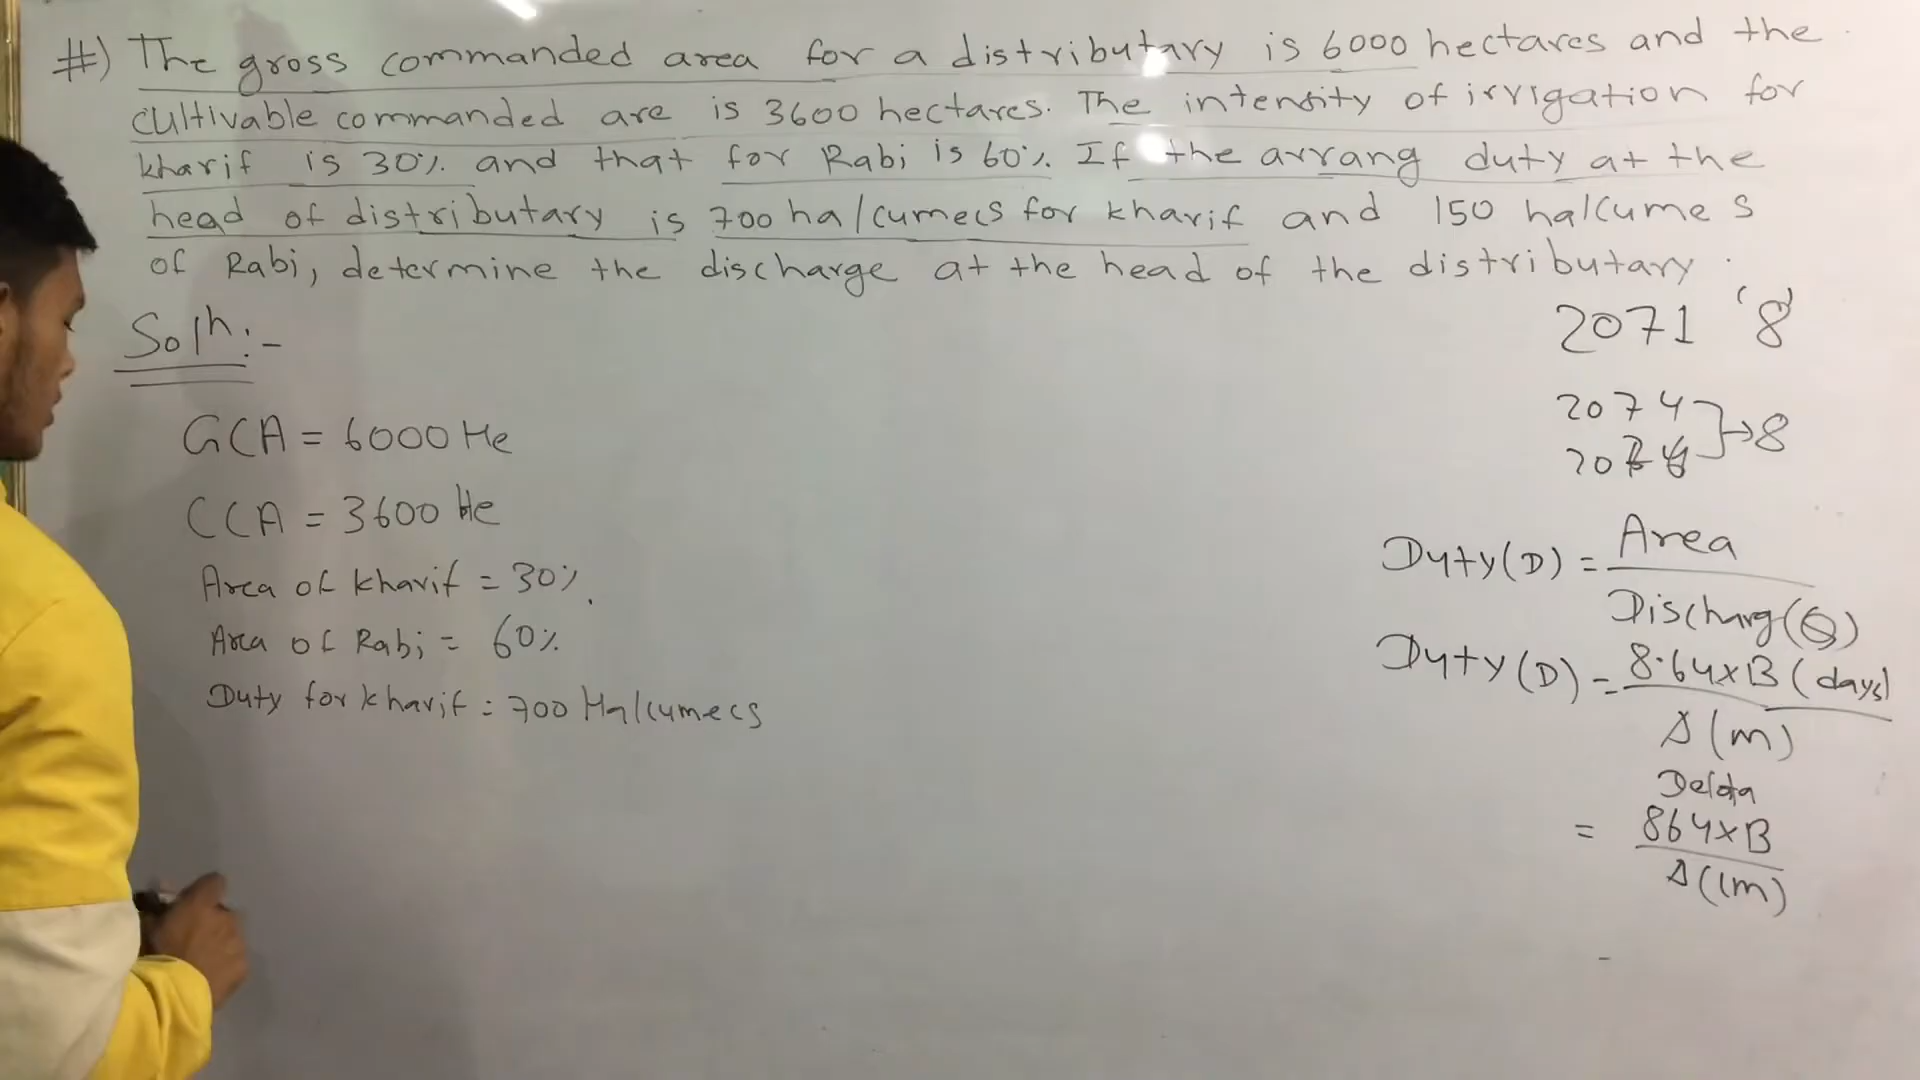 #) The gross commanded area for a distributary is 6000 hectares and the
cultivable commanded are is 3600 hectares. The intensity of irrigation for
kharif is 30% and that for Rabi is 60%. If the arrang duty at the
head of distributary is 700 ha/cumecs for kharif and 150 ha/cumecs
of Rabi, determine the discharge at the head of the distributary.
Soln:-
2071 '8'
2074
→8
GCA = 6000 He
CCA = 3600 He
Area of kharif = 30%.
Area of Rabi = 60%
Duty for kharif = 700 Ha/cumecs
Duty(D) = Area
Discharg(Q)
Duty(D) = 8.64xB (days)
Δ(m)
Delta
= 864xB
Δ(cm)